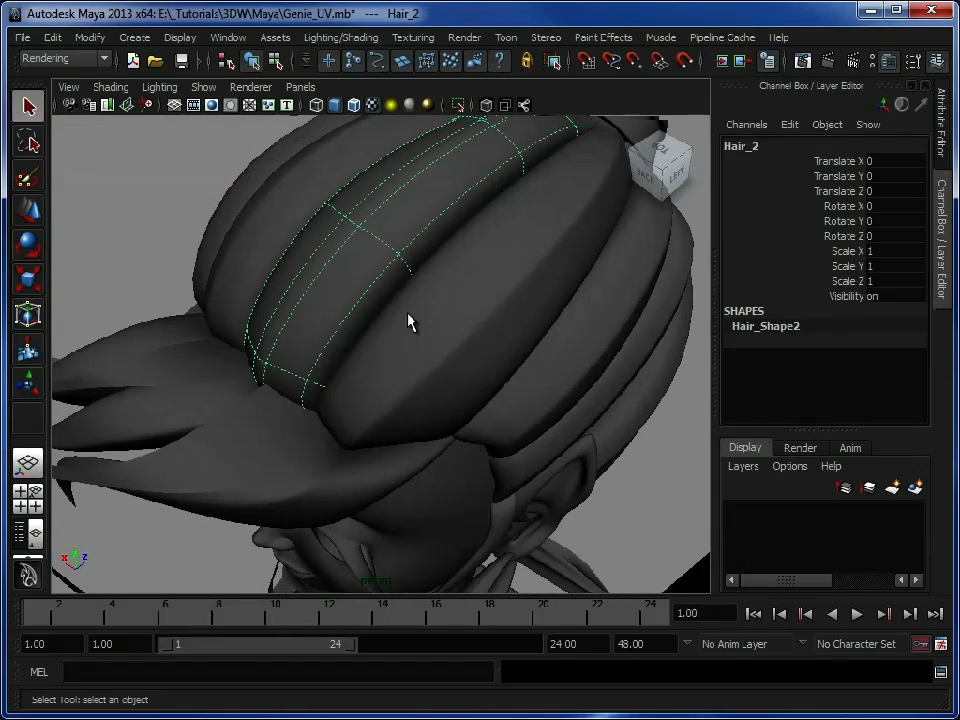 Autodesk Maya 2013 x64: E:\_Tutorials\3DW\Maya\Genie_UV.mb* --- Hair_2
File Edit Modify Create Display Window Assets Lighting/Shading Texturing Render Toon Stereo Paint Effects Muscle Pipeline Cache Help
Rendering
View Shading Lighting Show Renderer Panels
Channel Box / Layer Editor
Channels Edit Object Show
Hair_2
Translate X 0
Translate Y 0
Translate Z 0
Rotate X 0
Rotate Y 0
Rotate Z 0
Scale X 1
Scale Y 1
Scale Z 1
Visibility on
SHAPES
Hair_Shape2
Attribute Editor
Channel Box / Layer Editor
TOP
BACK
LEFT
persp
Display Render Anim
Layers Options Help
2 4 6 8 10 12 14 16 18 20 22 24
1.00
1.00 1.00 1 24 24.00 48.00 No Anim Layer No Character Set
MEL
Select Tool: select an object